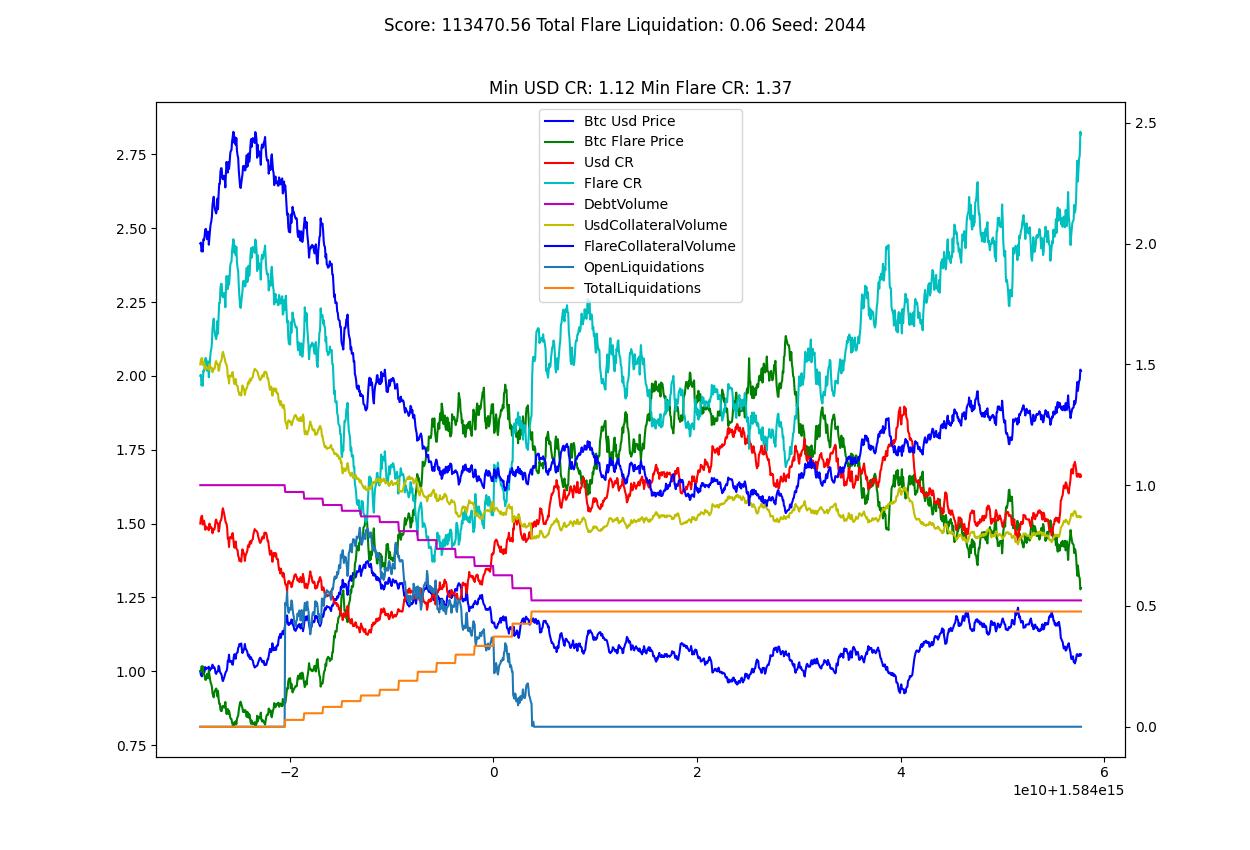 Score: 113470.56 Total Flare Liquidation: 0.06 Seed: 2044
Min USD CR: 1.12 Min Flare CR: 1.37
Btc Usd Price
Btc Flare Price
Usd CR
Flare CR
DebtVolume
UsdCollateralVolume
FlareCollateralVolume
OpenLiquidations
TotalLiquidations
2.75
2.50
2.25
2.00
1.75
1.50
1.25
1.00
0.75
2.5
2.0
1.5
1.0
0.5
0.0
−2 0 2 4 6
1e10+1.584e15